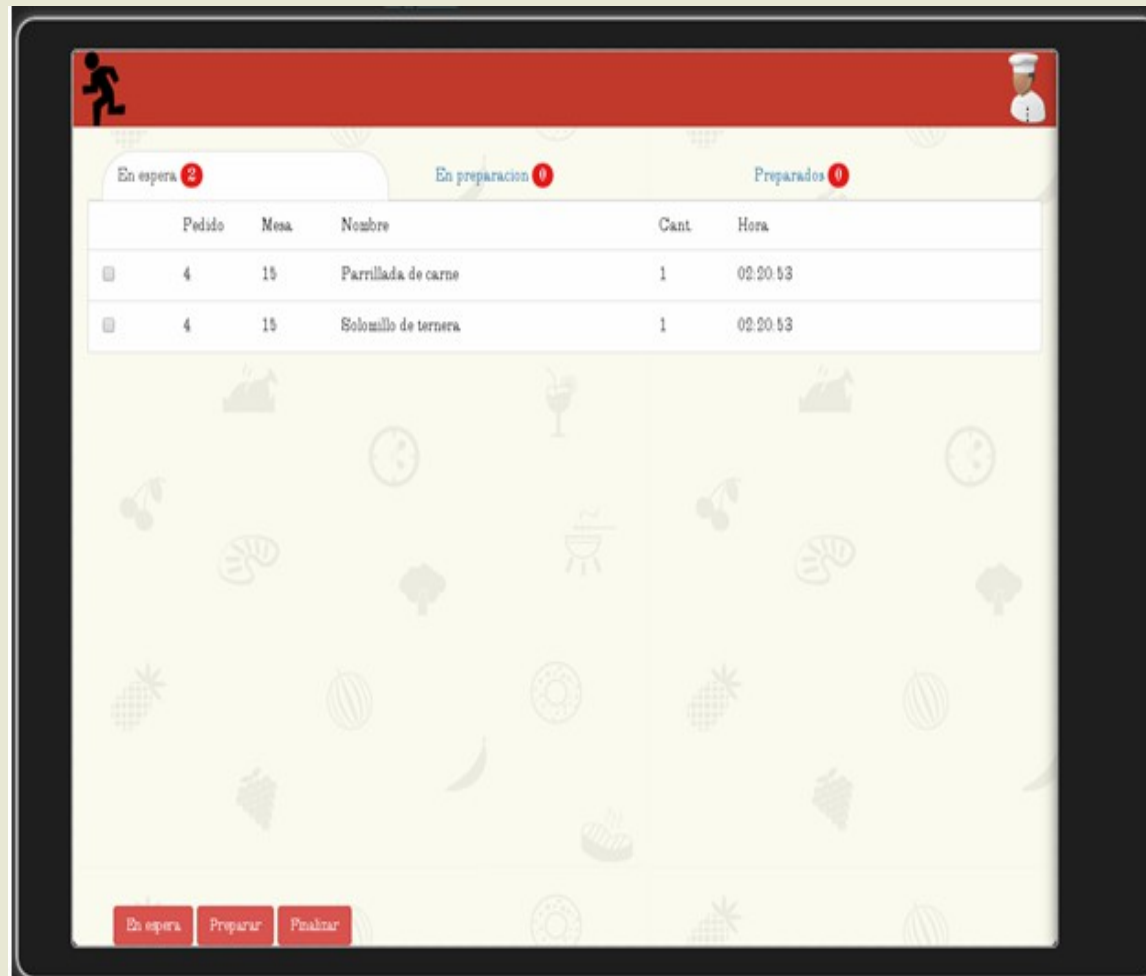 En espera 2 En preparacion 0 Preparados 0
Pedido Mesa Nombre Cant. Hora
4 15 Parrillada de carne 1 02:20:53
4 15 Solomillo de ternera 1 02:20:53
En espera Preparar Finalizar